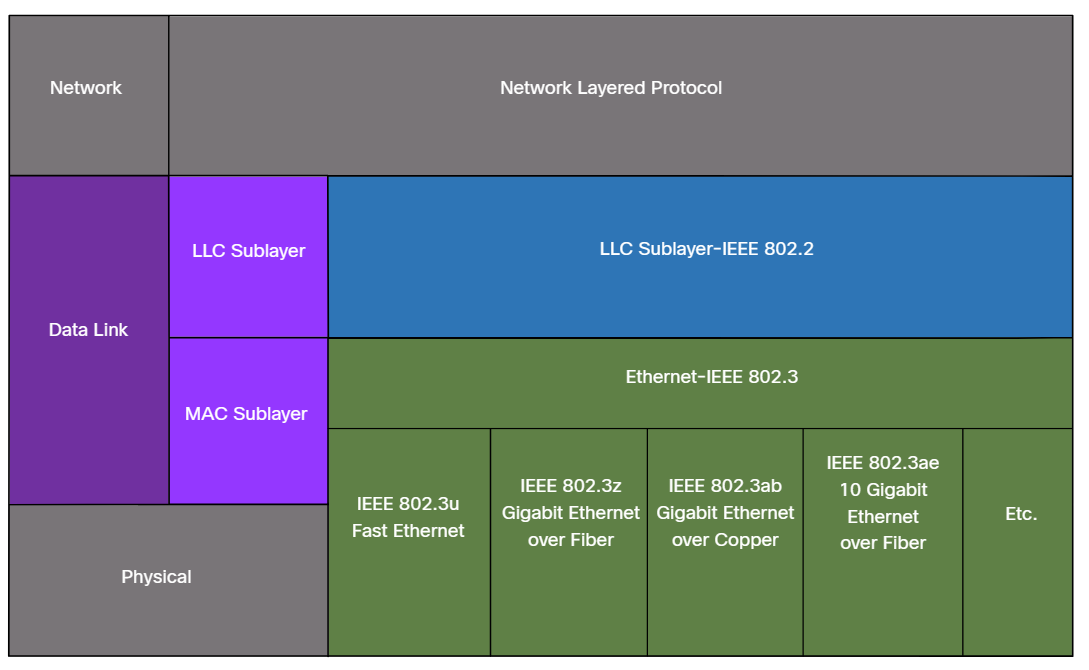 Network
Network Layered Protocol
Data Link
LLC Sublayer
LLC Sublayer-IEEE 802.2
MAC Sublayer
Ethernet-IEEE 802.3
IEEE 802.3u
Fast Ethernet
IEEE 802.3z
Gigabit Ethernet
over Fiber
IEEE 802.3ab
Gigabit Ethernet
over Copper
IEEE 802.3ae
10 Gigabit
Ethernet
over Fiber
Etc.
Physical